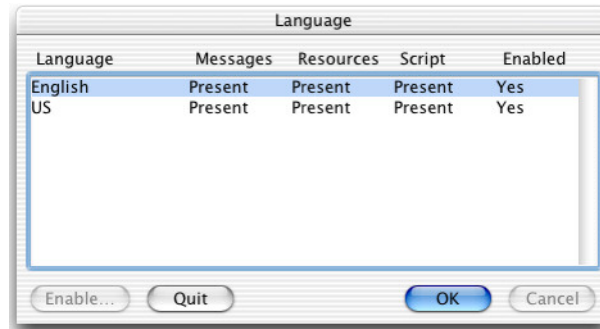 Language
Language Messages Resources Script Enabled
English Present Present Present Yes
US Present Present Present Yes
Enable... Quit OK Cancel